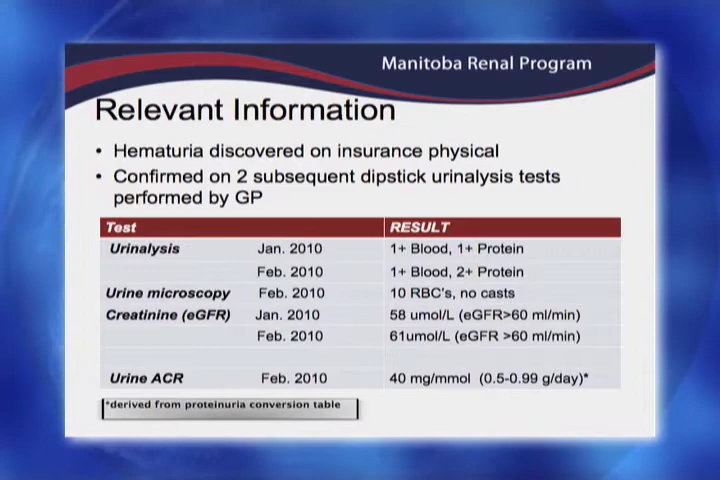 Manitoba Renal Program
Relevant Information
• Hematuria discovered on insurance physical
• Confirmed on 2 subsequent dipstick urinalysis tests
performed by GP
Test RESULT
Urinalysis Jan. 2010 1+ Blood, 1+ Protein
Feb. 2010 1+ Blood, 2+ Protein
Urine microscopy Feb. 2010 10 RBC's, no casts
Creatinine (eGFR) Jan. 2010 58 umol/L (eGFR>60 ml/min)
Feb. 2010 61umol/L (eGFR >60 ml/min)
Urine ACR Feb. 2010 40 mg/mmol (0.5-0.99 g/day)*
*derived from proteinuria conversion table